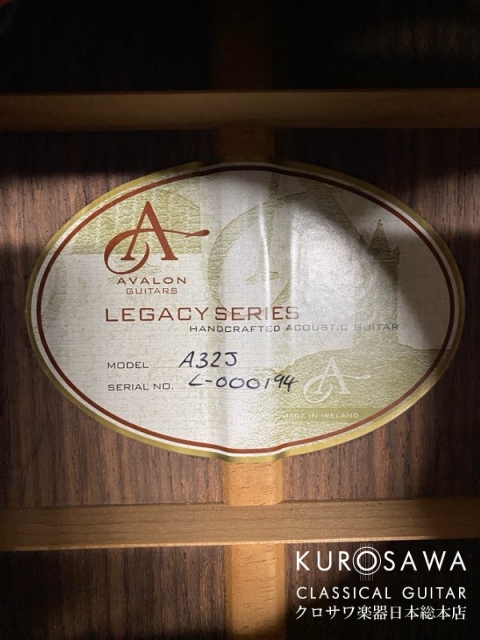 A
AVALON
GUITARS
LEGACY SERIES
HANDCRAFTED ACOUSTIC GUITAR
MODEL A32J
SERIAL NO. L-000194
A
MADE IN IRELAND
KUROSAWA
CLASSICAL GUITAR
クロサワ楽器日本総本店